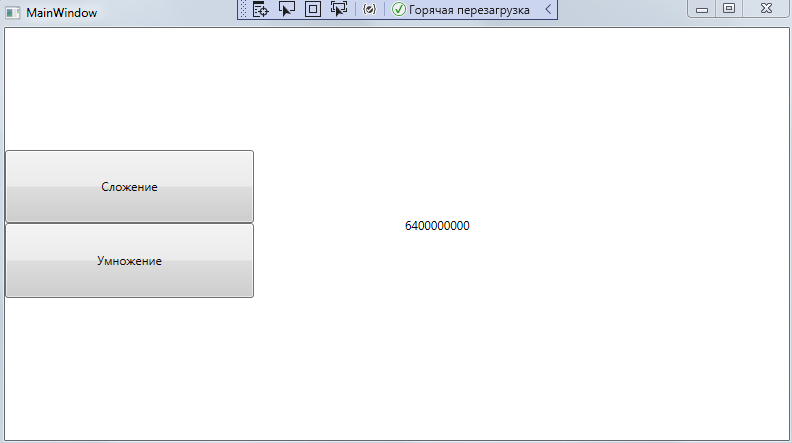 MainWindow
Горячая перезагрузка
Сложение
6400000000
Умножение